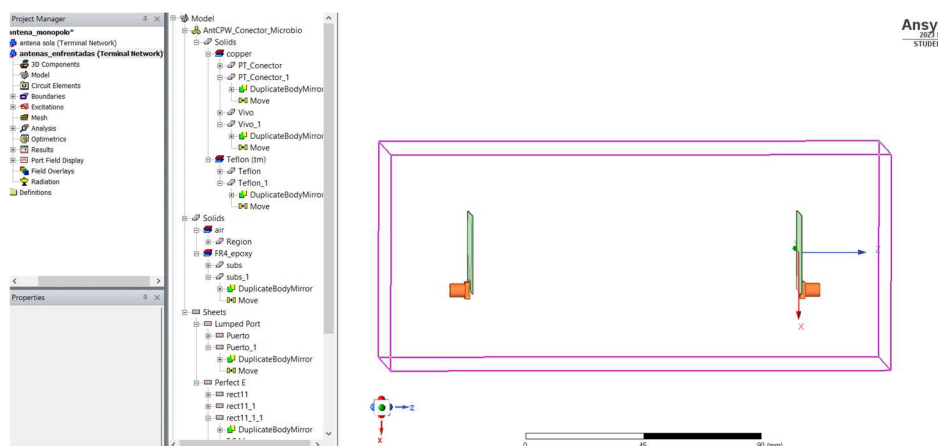 Project Manager
ntena_monopolo*
antena sola (Terminal Network)
antenas_enfrentadas (Terminal Network)
3D Components
Model
Circuit Elements
Boundaries
Excitations
Mesh
Analysis
Optimetrics
Results
Port Field Display
Field Overlays
Radiation
Definitions
Properties
Model
AntCPW_Conector_Microbio
Solids
copper
PT_Conector
PT_Conector_1
DuplicateBodyMirror
Move
Vivo
Vivo_1
DuplicateBodyMirror
Move
Teflon (tm)
Teflon
Teflon_1
DuplicateBodyMirror
Move
Solids
air
Region
FR4_epoxy
subs
subs_1
DuplicateBodyMirror
Move
Sheets
Lumped Port
Puerto
Puerto_1
DuplicateBodyMirror
Move
Perfect E
rect11
rect11_1
rect11_1_1
DuplicateBodyMirror
Ansy
2023
STUDE
Z
X
Z
X
0 45 90 (mm)